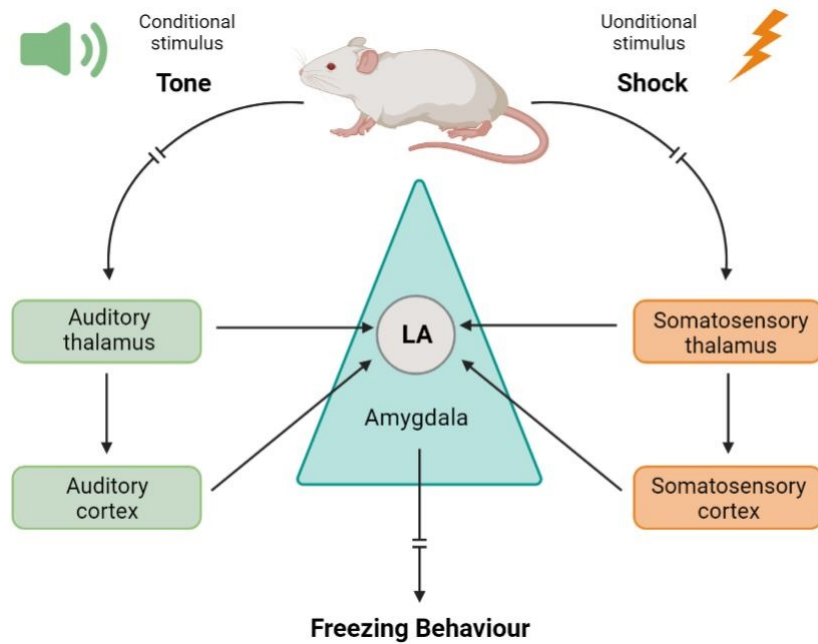 Conditional
stimulus
Tone
Uonditional
stimulus
Shock
Auditory
thalamus
LA
Somatosensory
thalamus
Amygdala
Auditory
cortex
Somatosensory
cortex
Freezing Behaviour